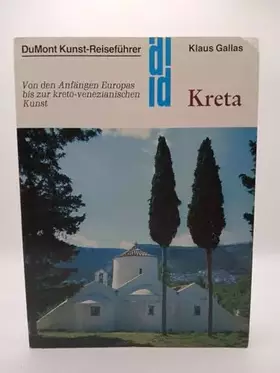 DuMont Kunst-Reiseführer
Klaus Gallas
Von den Anfängen Europas
bis zur kreto-venezianischen
Kunst
Kreta